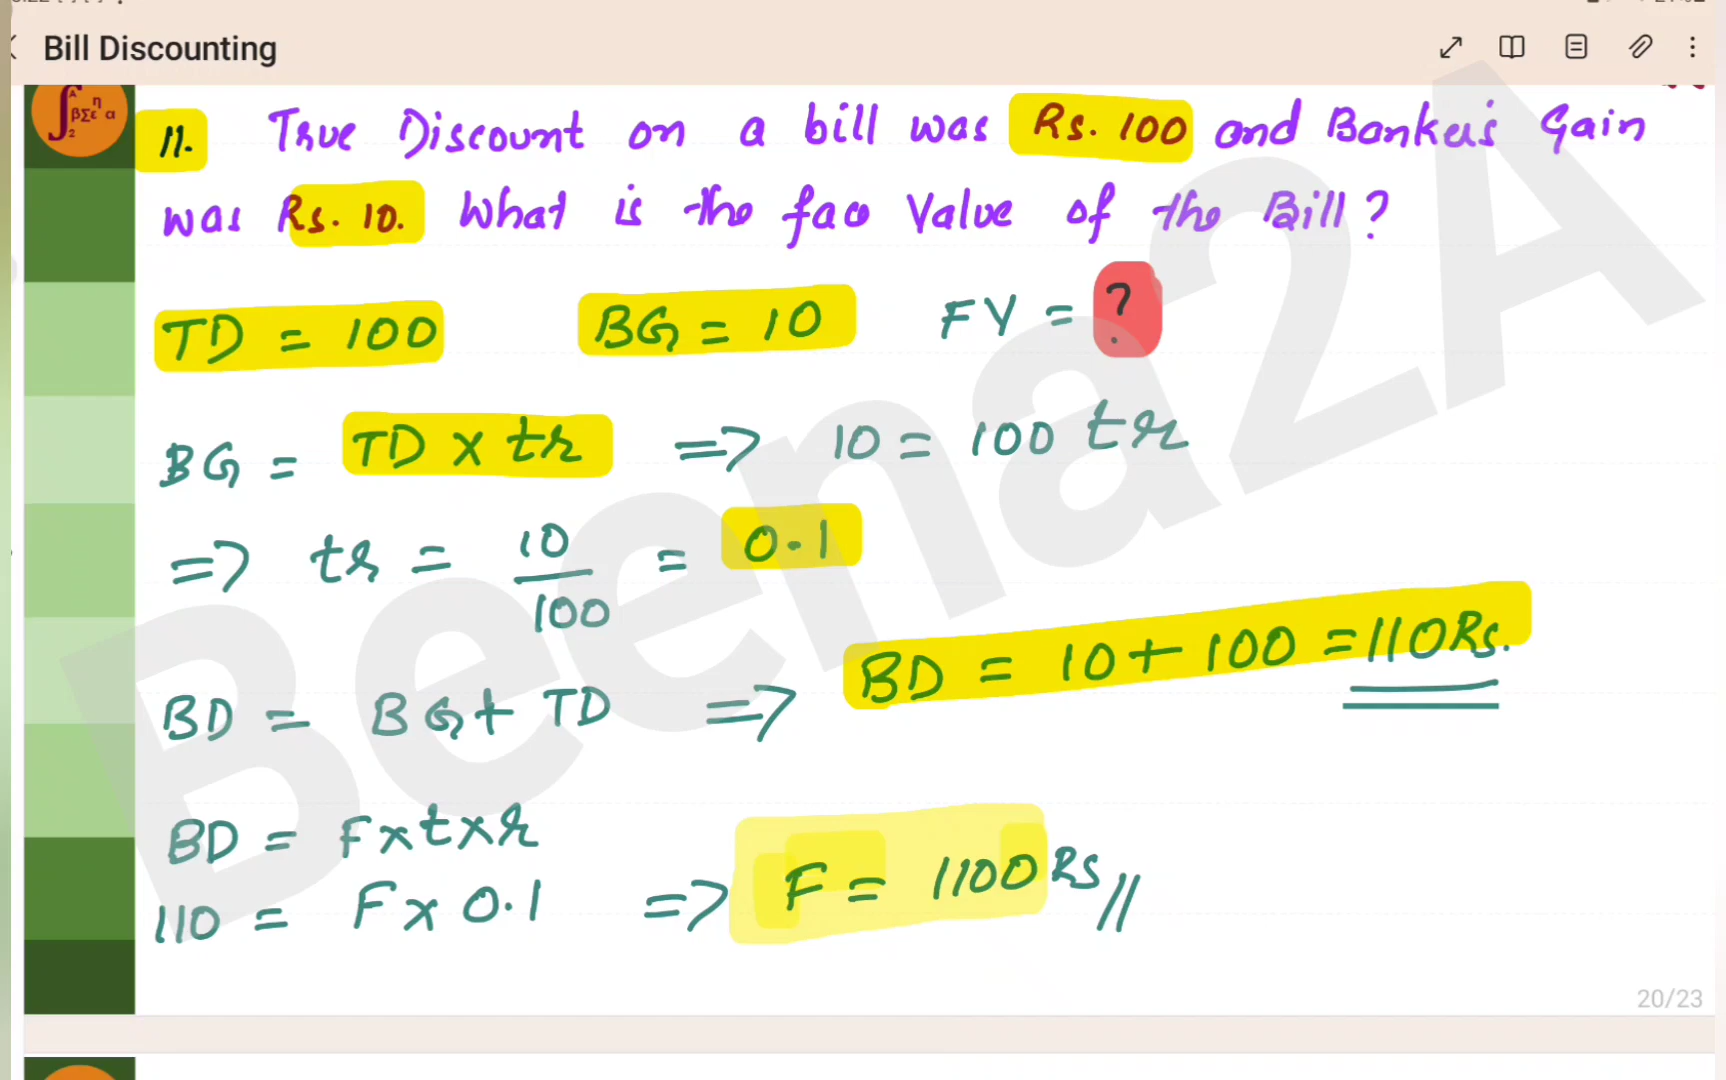 Bill Discounting
11. True Discount on a bill was Rs. 100 and Banker's Gain
was Rs. 10. What is the face Value of the Bill?
TD = 100 BG = 10 FV = ?
BG = TD x tr => 10 = 100 tr
=> tr = 10/100 = 0.1
BD = BG + TD => BD = 10 + 100 = 110 Rs.
BD = F x t x r
110 = F x 0.1 => F = 1100 Rs //
20/23
Beena2A